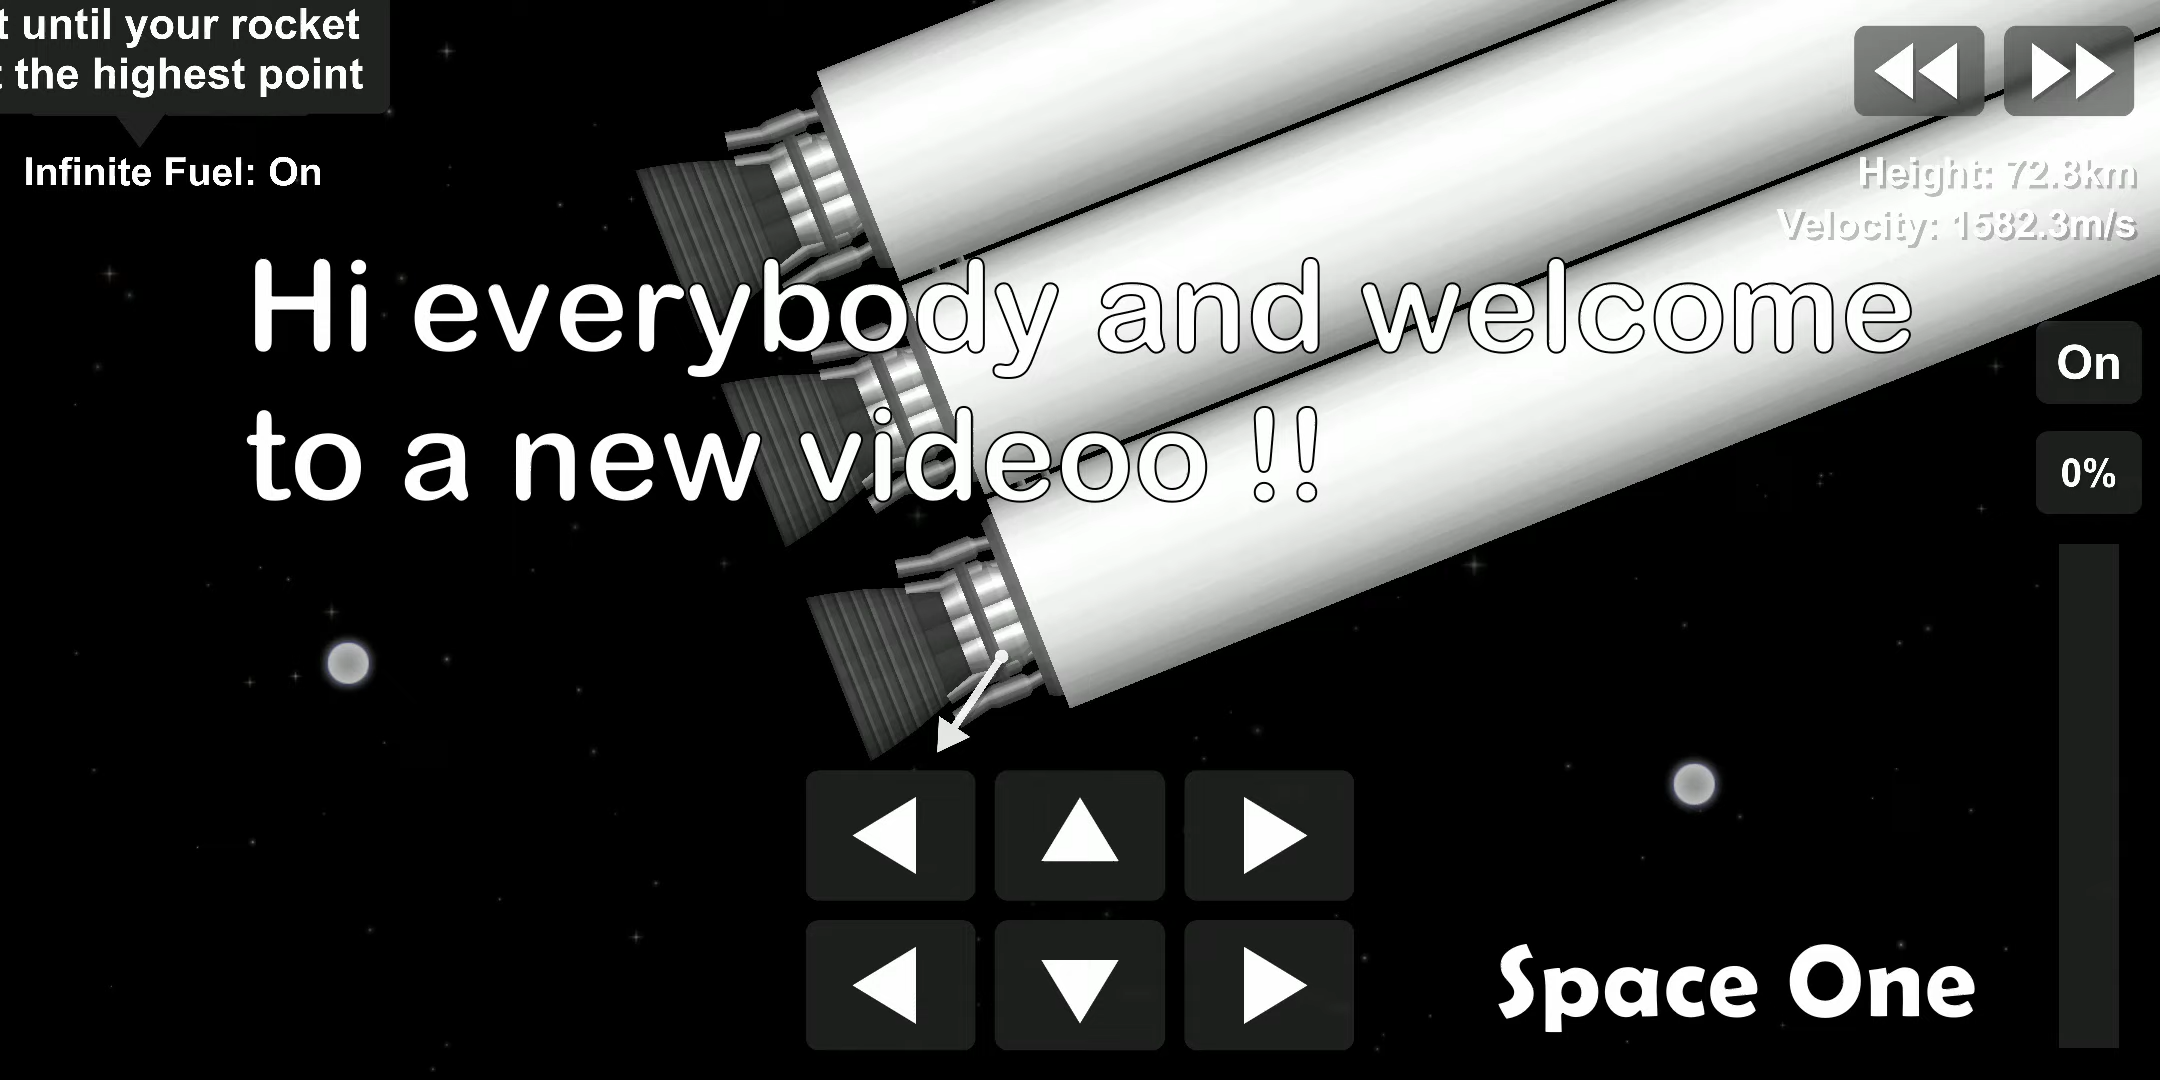 t until your rocket
t the highest point
Infinite Fuel: On
Height: 72.8km
Velocity: 1582.3m/s
Hi everybody and welcome
to a new videoo !!
On
0%
Space One